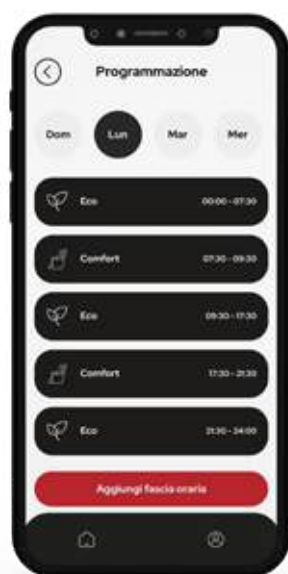 Programmazione
Dom Lun Mar Mer
Eco 00:00 - 07:30
Comfort 07:30 - 09:30
Eco 09:30 - 17:30
Comfort 17:30 - 21:30
Eco 21:30 - 24:00
Aggiungi fascia oraria